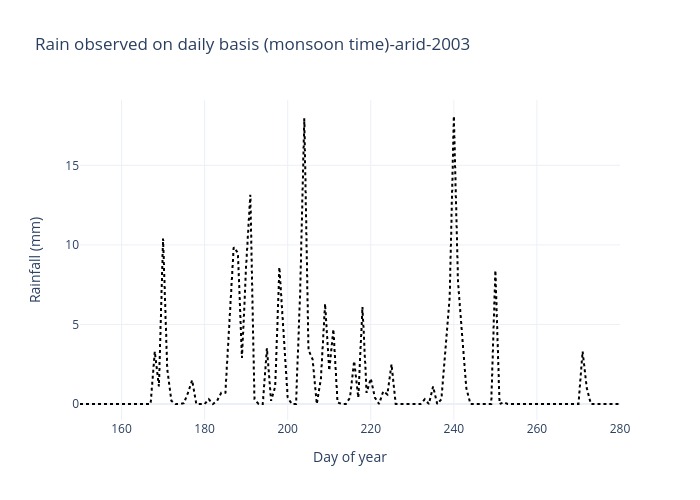 Rain observed on daily basis (monsoon time)-arid-2003
Rainfall (mm)
15
10
5
0
160 180 200 220 240 260 280
Day of year